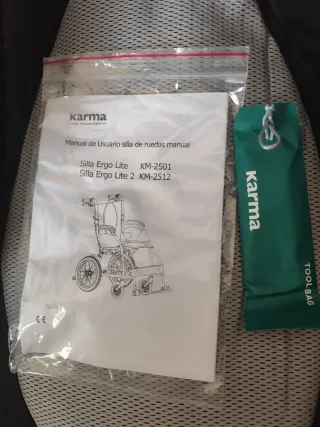 Karma
Manual de Usuario silla de ruedas manual
Silla Ergo Lite KM-2501
Silla Ergo Lite 2 KM-2512
CE
Karma
TOOLBAG